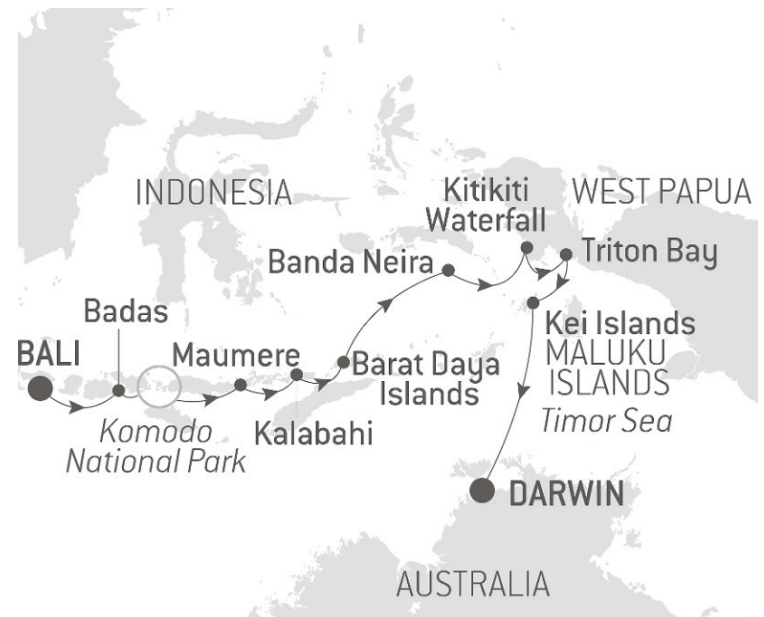 INDONESIA
Kitikiti
Waterfall
WEST PAPUA
Triton Bay
Banda Neira
Badas
BALI
Maumere
Barat Daya
Islands
Kei Islands
MALUKU
ISLANDS
Timor Sea
Kalabahi
Komodo
National Park
DARWIN
AUSTRALIA